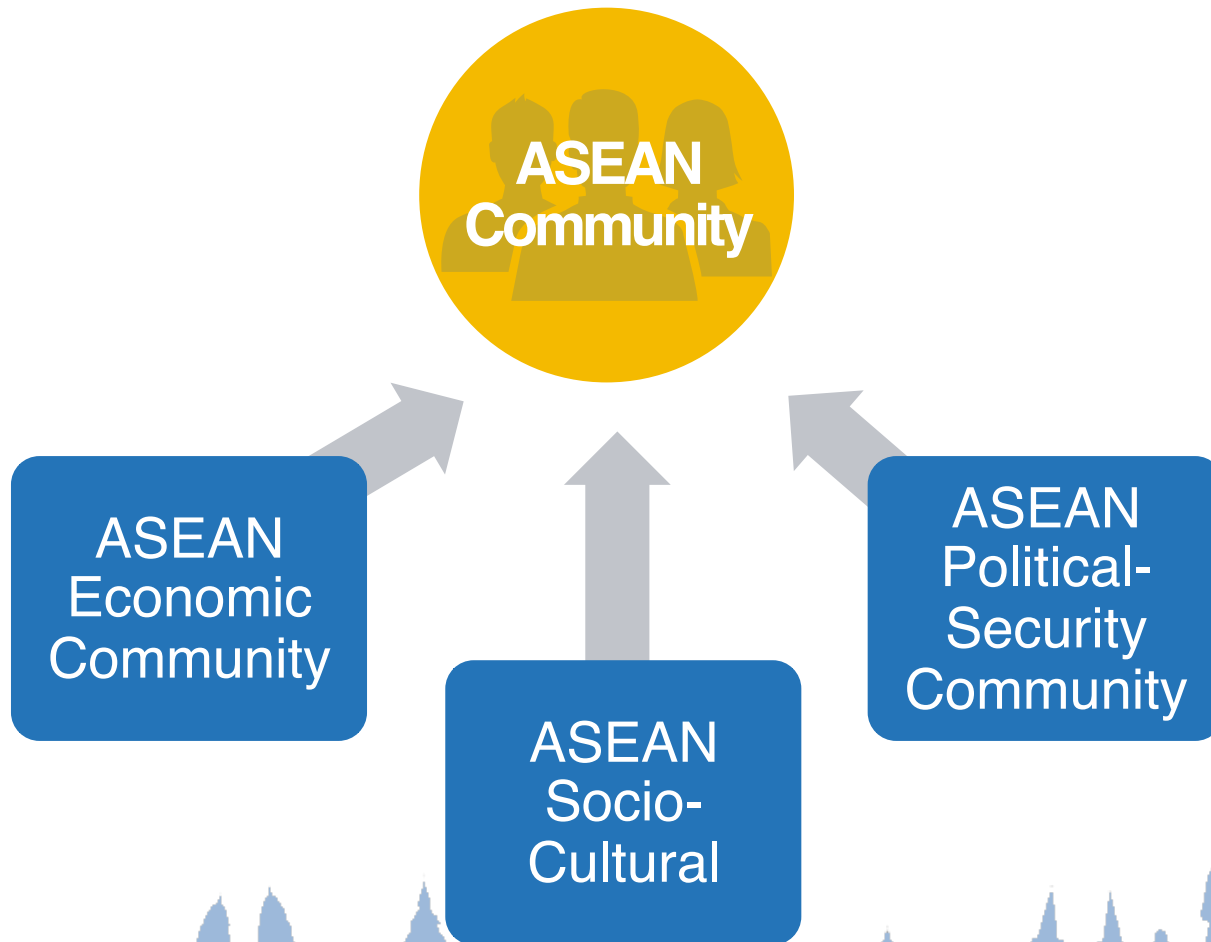 ASEAN
Community
ASEAN
Economic
Community
ASEAN
Socio-
Cultural
ASEAN
Political-
Security
Community